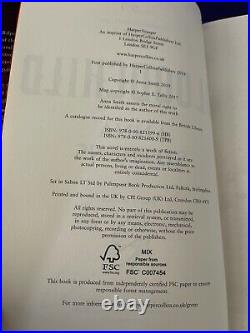 HarperVoyager
An imprint of HarperCollinsPublishers Ltd
1 London Bridge Street
London SE1 9GF
www.harpercollins.co.uk
First published by HarperCollinsPublishers 2019
1
Copyright © Anna Smith 2019
Map copyright © Sophie E. Tallis 2017
Anna Smith asserts the moral right to
be identified as the author of this work
A catalogue record for this book is available from the British Library
ISBN: 978-0-00-821159-6 (HB)
ISBN: 978-0-00-821160-9 (TPB)
This novel is entirely a work of fiction.
The names, characters and incidents portrayed in it are
the work of the author's imagination. Any resemblance to
actual persons, living or dead, events or localities is
entirely coincidental.
Set in Sabon LT Std by Palimpsest Book Production Ltd, Falkirk, Stirlingshire
Printed and bound in the UK by CPI Group (UK) Ltd, Croydon CR0 4YY
All rights reserved. No part of this publication may be
reproduced, stored in a retrieval system, or transmitted,
in any form or by any means, electronic, mechanical,
photocopying, recording or otherwise, without the prior
permission of the publishers.
MIX
Paper from
responsible sources
FSC
www.fsc.org
FSC™ C007454
This book is produced from independently certified FSC™ paper to ensure
responsible forest management.